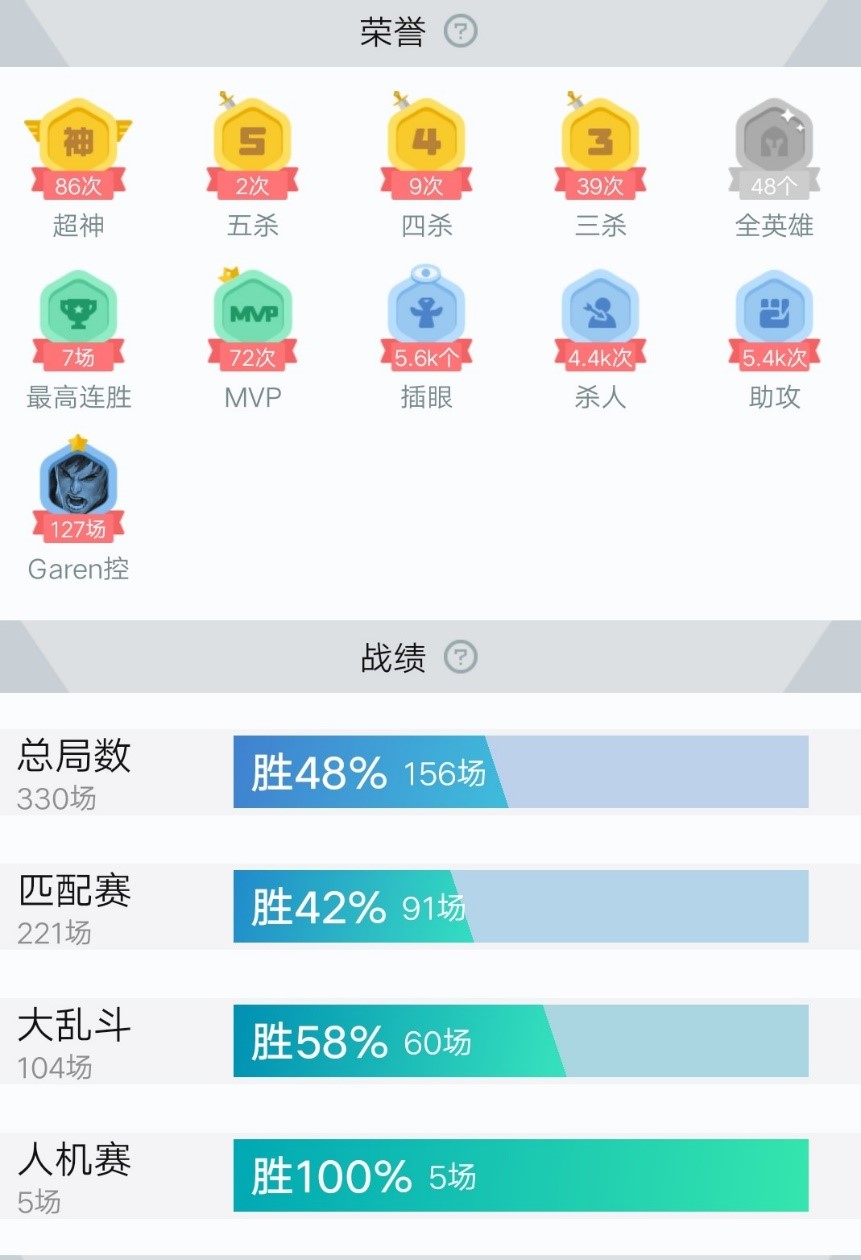 荣誉 ?
神 5 4 3
86次 2次 9次 39次 48个
超神 五杀 四杀 三杀 全英雄
MVP
7场 72次 5.6k个 4.4k次 5.4k次
最高连胜 MVP 插眼 杀人 助攻
127场
Garen控
战绩 ?
总局数 胜48% 156场
330场
匹配赛 胜42% 91场
221场
大乱斗 胜58% 60场
104场
人机赛 胜100% 5场
5场